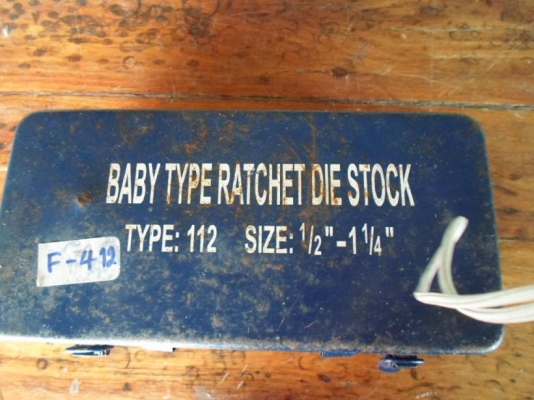 BABY TYPE RATCHET DIE STOCK
TYPE: 112 SIZE: 1/2"-1 1/4"
F-412